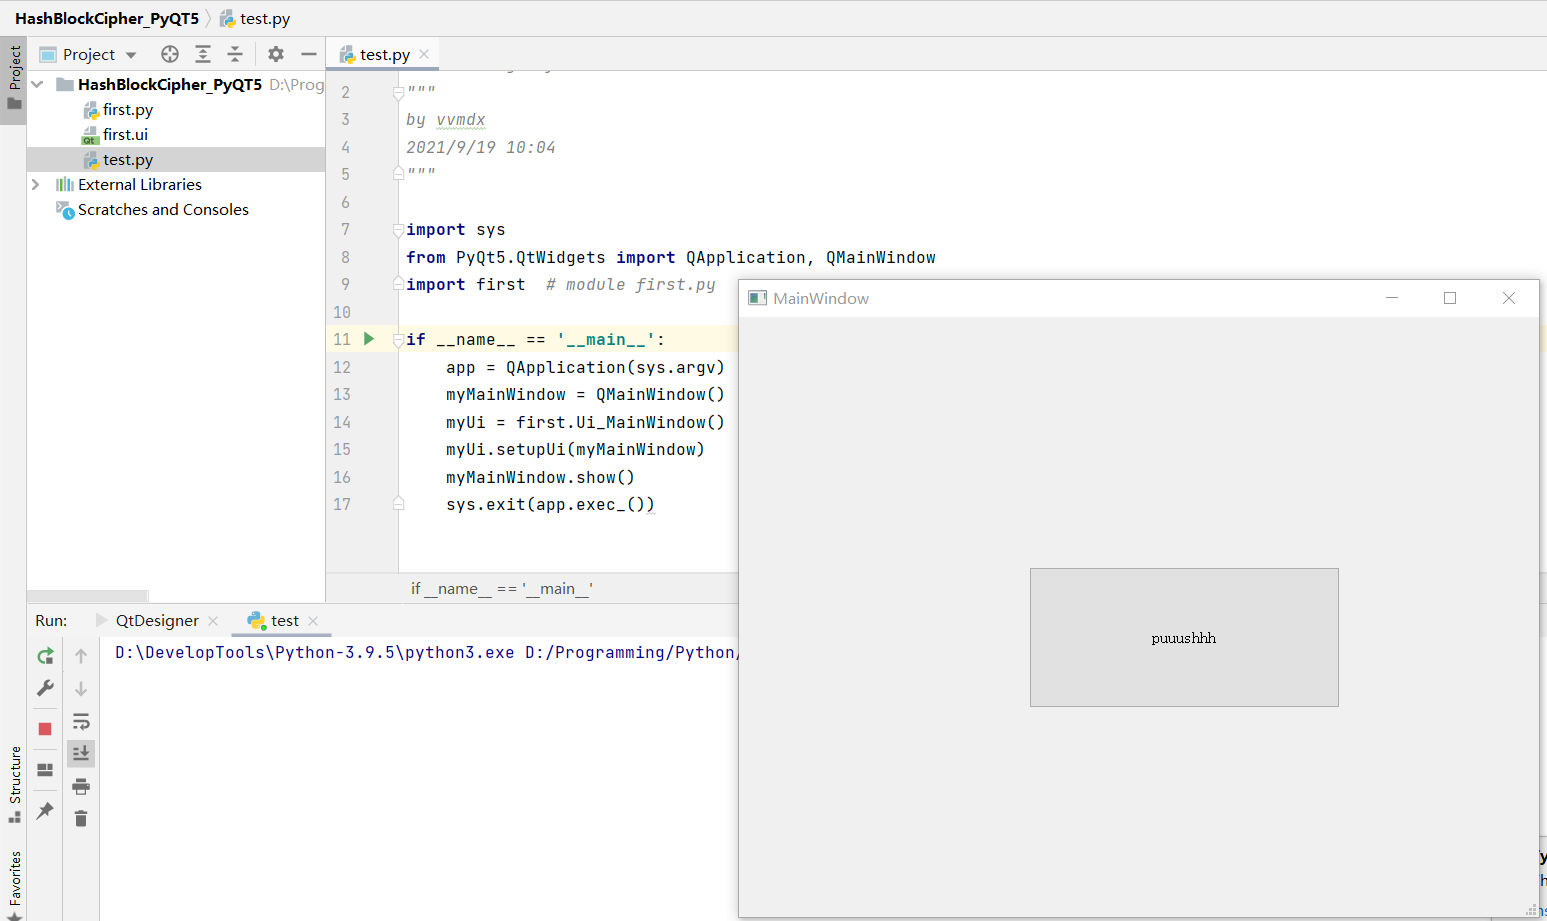 HashBlockCipher_PyQT5 test.py
Project
Project
test.py
HashBlockCipher_PyQT5 D:\Prog
first.py
first.ui
test.py
External Libraries
Scratches and Consoles
2 """
3 by vvmdx
4 2021/9/19 10:04
5 """
6
7 import sys
8 from PyQt5.QtWidgets import QApplication, QMainWindow
9 import first # module first.py
10
11 if __name__ == '__main__':
12 app = QApplication(sys.argv)
13 myMainWindow = QMainWindow()
14 myUi = first.Ui_MainWindow()
15 myUi.setupUi(myMainWindow)
16 myMainWindow.show()
17 sys.exit(app.exec_())
if __name__ == '__main__'
MainWindow
puuushhh
Run: QtDesigner test
D:\DevelopTools\Python-3.9.5\python3.exe D:/Programming/Python/
Structure
Favorites